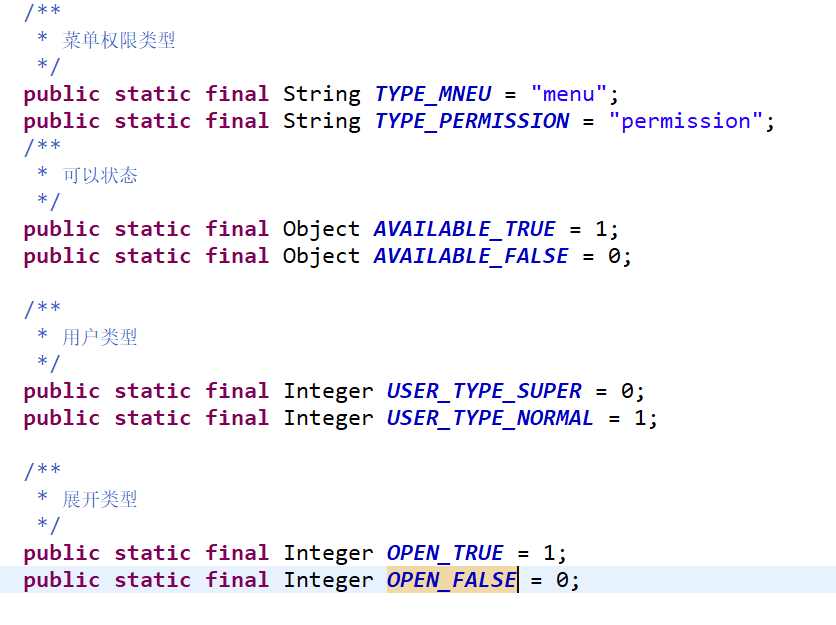 /**
 * 菜单权限类型
 */
public static final String TYPE_MNEU = "menu";
public static final String TYPE_PERMISSION = "permission";
/**
 * 可以状态
 */
public static final Object AVAILABLE_TRUE = 1;
public static final Object AVAILABLE_FALSE = 0;
/**
 * 用户类型
 */
public static final Integer USER_TYPE_SUPER = 0;
public static final Integer USER_TYPE_NORMAL = 1;
/**
 * 展开类型
 */
public static final Integer OPEN_TRUE = 1;
public static final Integer OPEN_FALSE = 0;